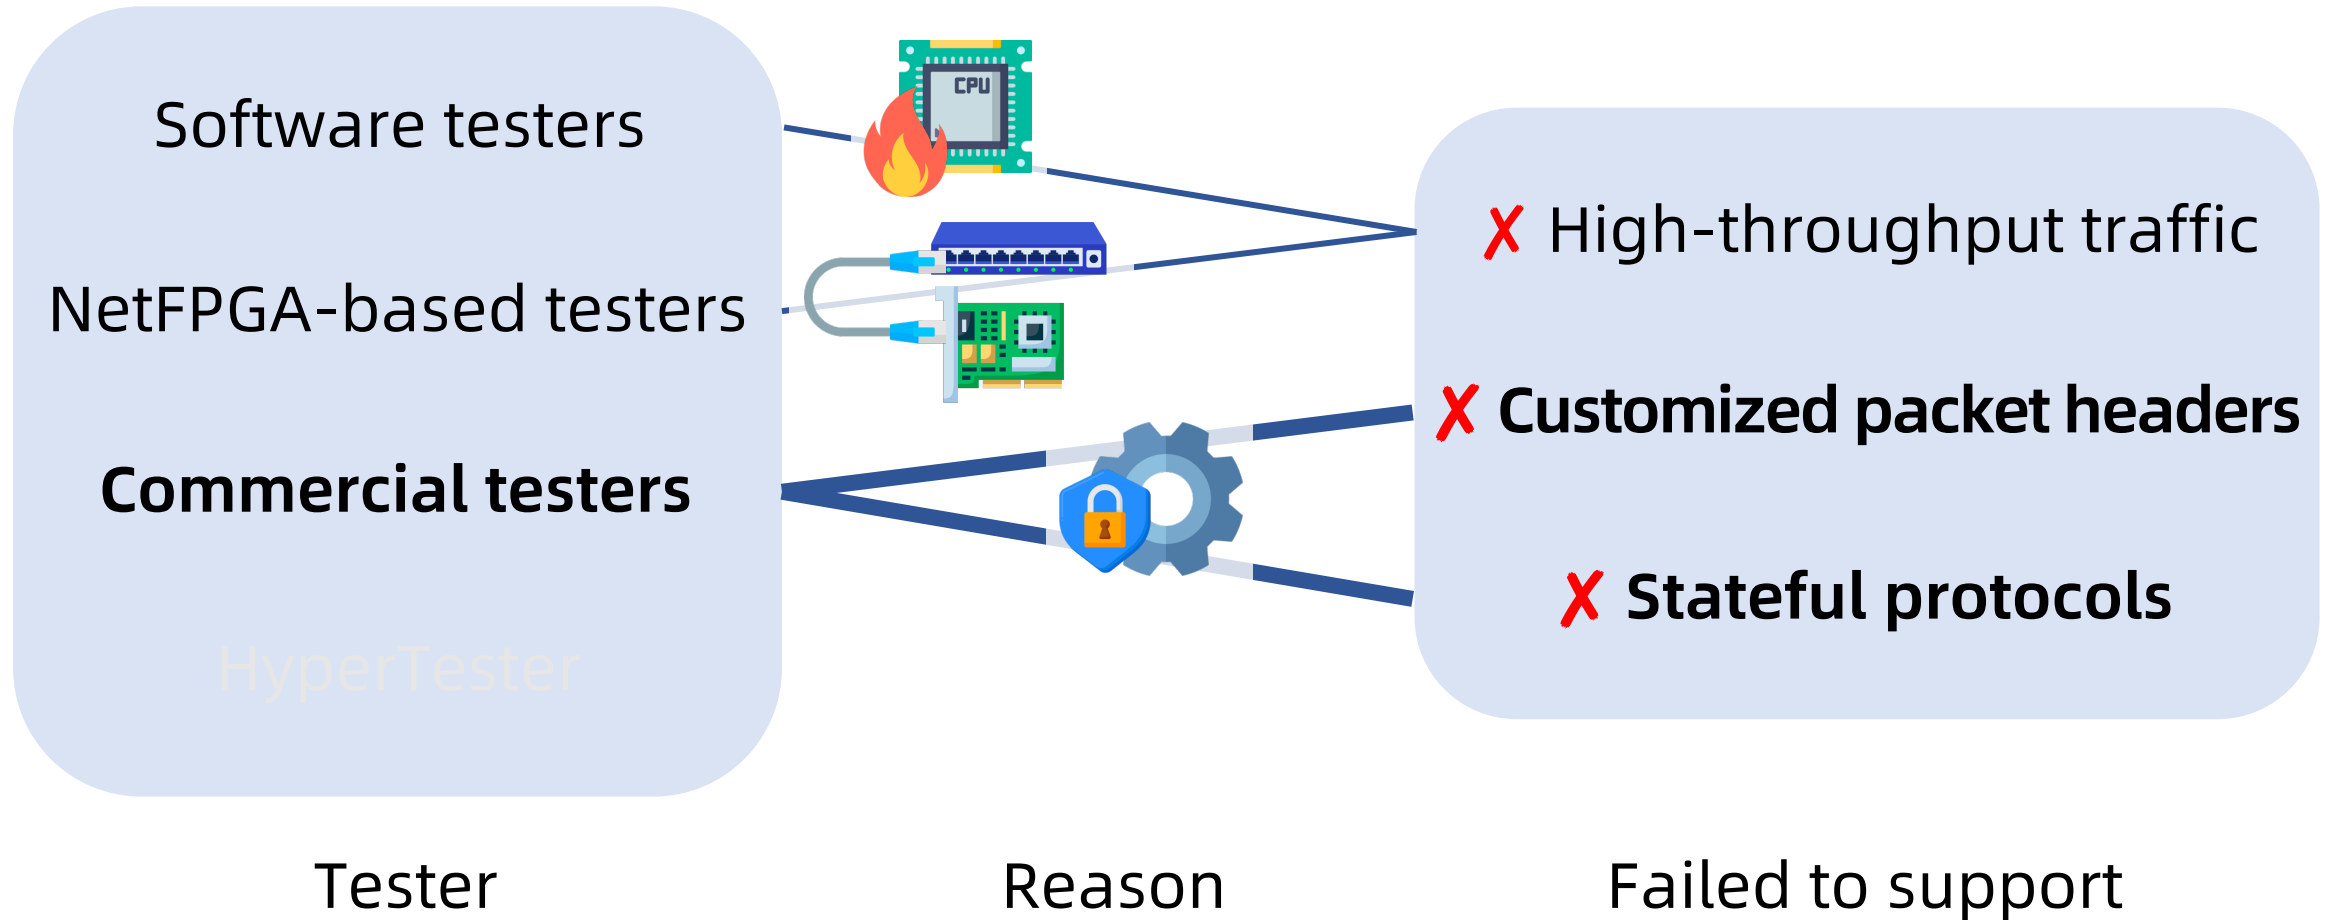 Software testers
NetFPGA-based testers
Commercial testers
HyperTester
CPU
✗ High-throughput traffic
✗ Customized packet headers
✗ Stateful protocols
Tester
Reason
Failed to support